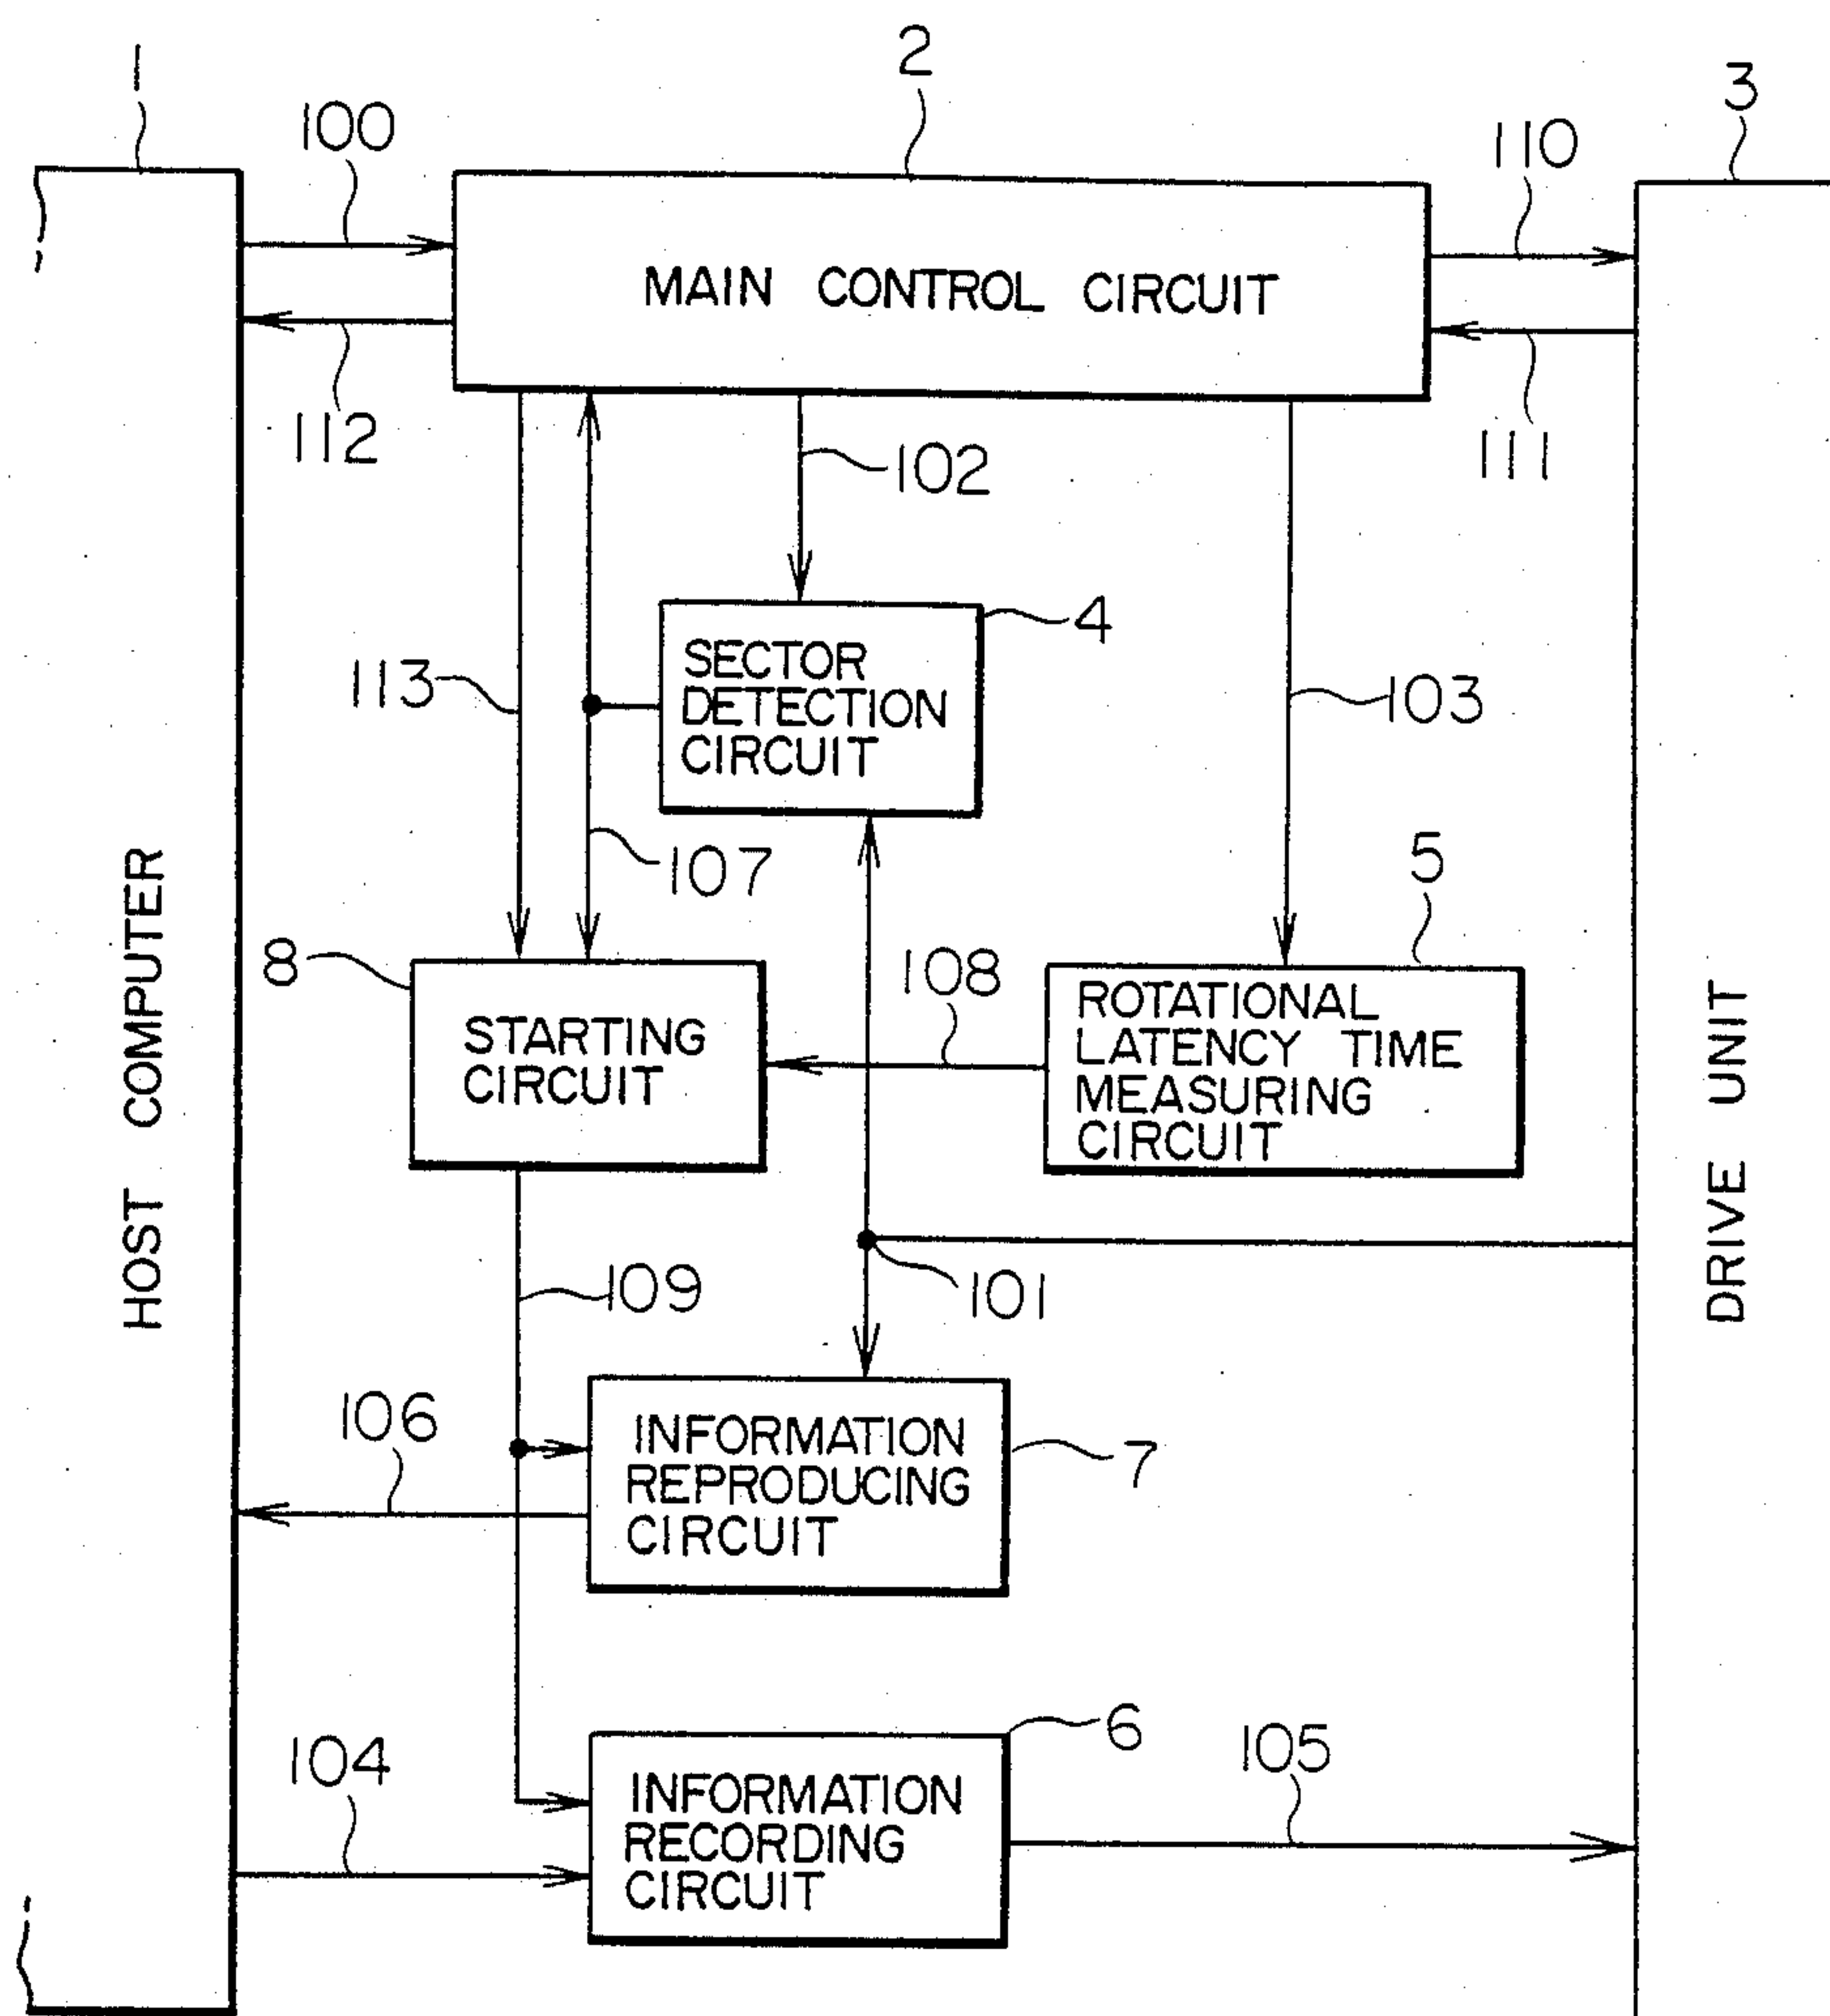 1
2
3
100
110
MAIN CONTROL CIRCUIT
112
111
102
4
SECTOR
DETECTION
CIRCUIT
113
103
107
5
8
108
STARTING
CIRCUIT
ROTATIONAL
LATENCY TIME
MEASURING
CIRCUIT
HOST COMPUTER
DRIVE UNIT
109
101
106
INFORMATION
REPRODUCING
CIRCUIT
7
6
104
105
INFORMATION
RECORDING
CIRCUIT